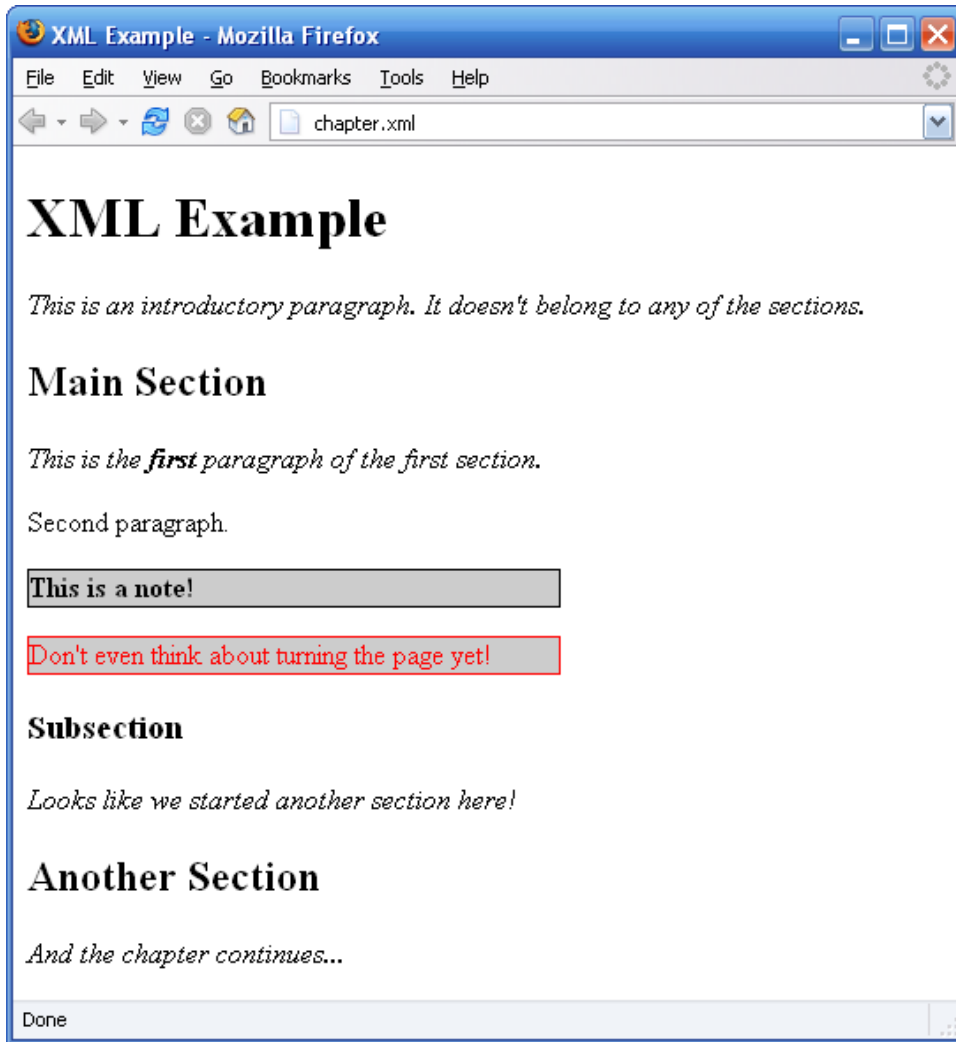 XML Example - Mozilla Firefox
File Edit View Go Bookmarks Tools Help
chapter.xml
XML Example
This is an introductory paragraph. It doesn't belong to any of the sections.
Main Section
This is the first paragraph of the first section.
Second paragraph.
This is a note!
Don't even think about turning the page yet!
Subsection
Looks like we started another section here!
Another Section
And the chapter continues...
Done